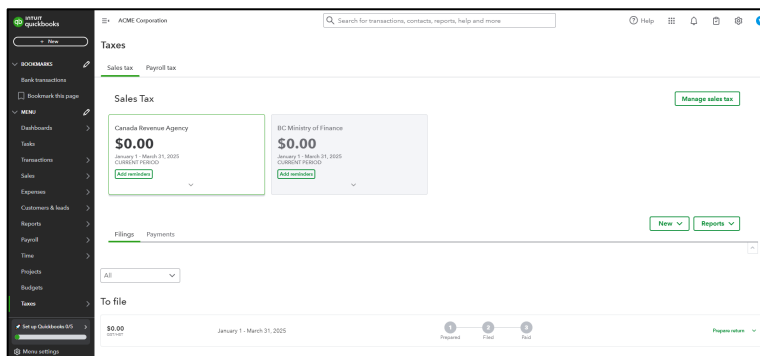 INTUIT
quickbooks
ACME Corporation
Search for transactions, contacts, reports, help and more
Help
+ New
Taxes
BOOKMARKS
Sales tax Payroll tax
Bank transactions
Bookmark this page
Sales Tax
Manage sales tax
MENU
Dashboards
Canada Revenue Agency
BC Ministry of Finance
$0.00
$0.00
Tasks
January 1 - March 31, 2025
January 1 - March 31, 2025
Transactions
CURRENT PERIOD
CURRENT PERIOD
Sales
Add reminders
Add reminders
Expenses
Customers & leads
Reports
New
Reports
Payroll
Filings Payments
Time
Projects
All
Budgets
Taxes
To file
Set up Quickbooks 0/5
$0.00
GST/HST
January 1 - March 31, 2025
1 2 3
Prepared Filed Paid
Prepare return
Menu settings